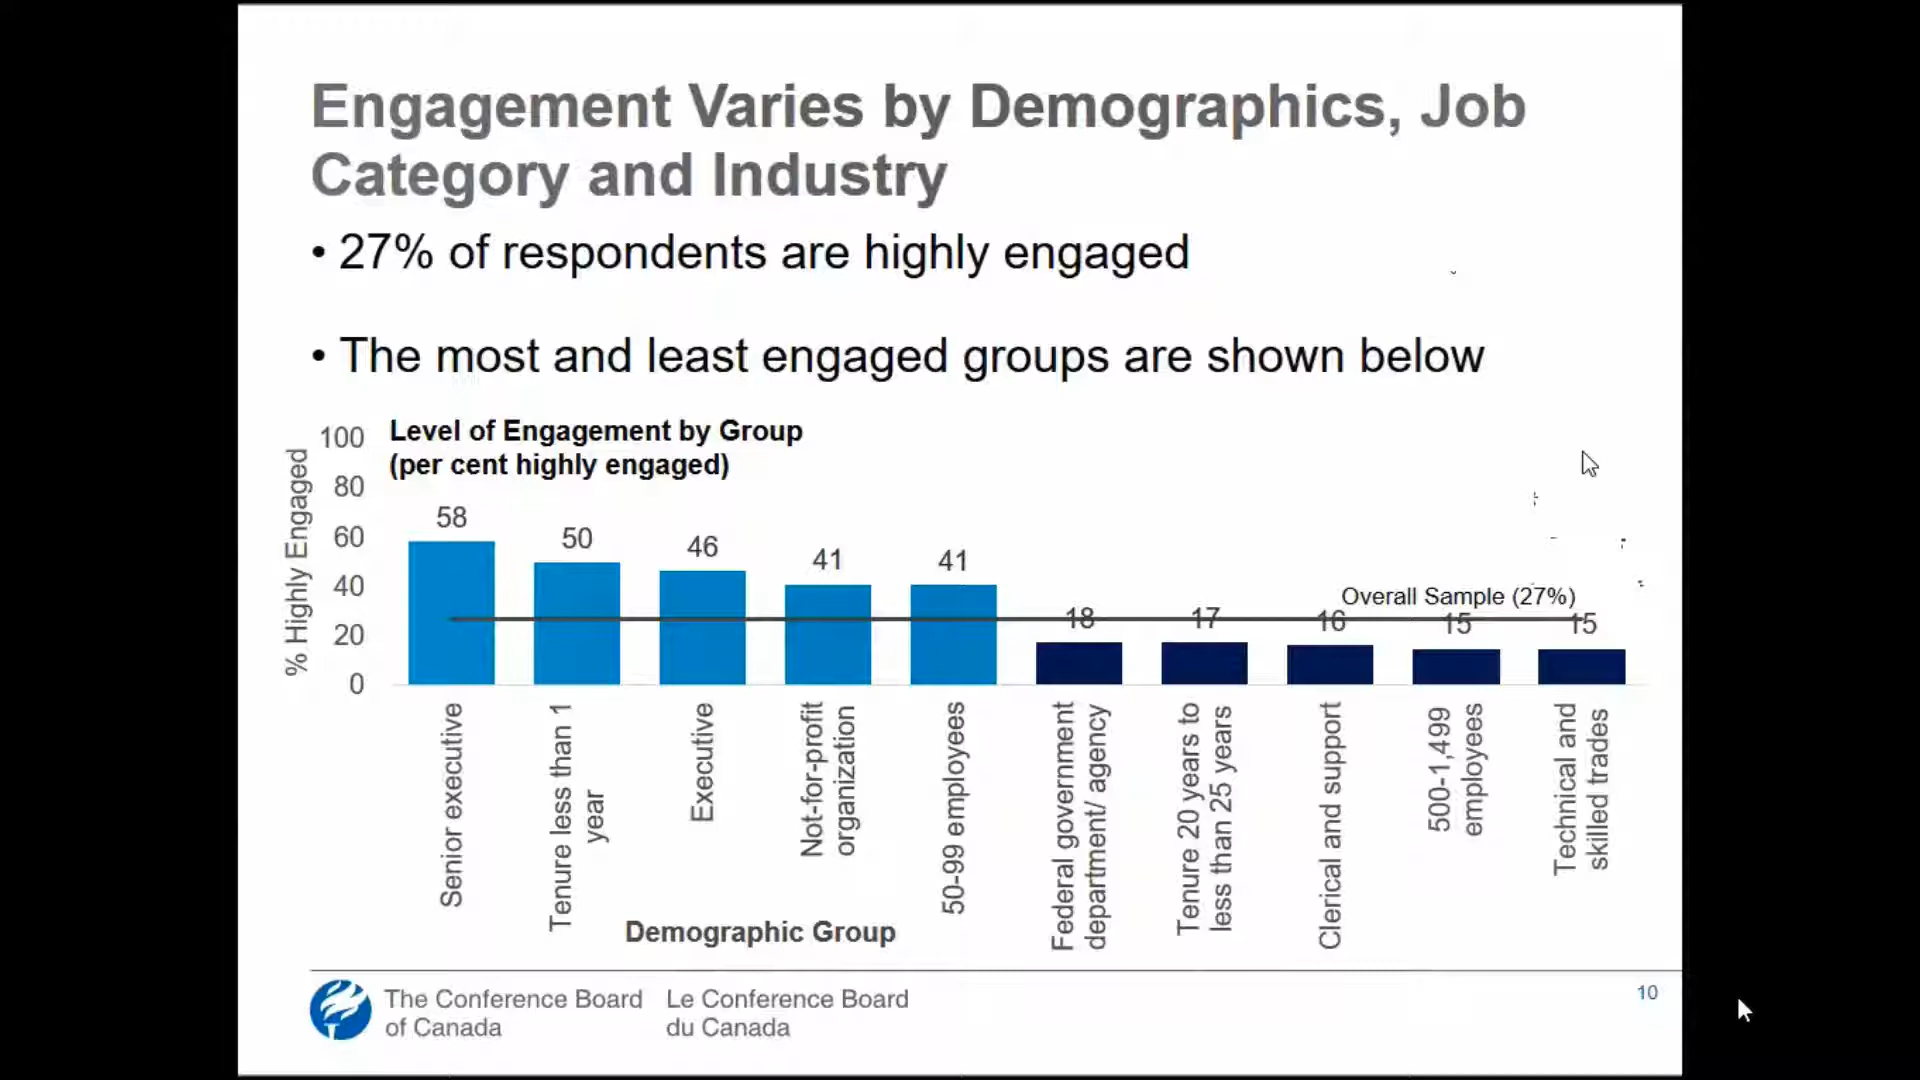 Engagement Varies by Demographics, Job
Category and Industry
• 27% of respondents are highly engaged
• The most and least engaged groups are shown below
Level of Engagement by Group
(per cent highly engaged)
% Highly Engaged
100
80
60
40
20
0
58
50
46
41
41
18
17
16
15
15
Overall Sample (27%)
Senior executive
Tenure less than 1
year
Executive
Not-for-profit
organization
50-99 employees
Federal government
department/ agency
Tenure 20 years to
less than 25 years
Clerical and support
500-1,499
employees
Technical and
skilled trades
Demographic Group
The Conference Board
of Canada
Le Conference Board
du Canada
10